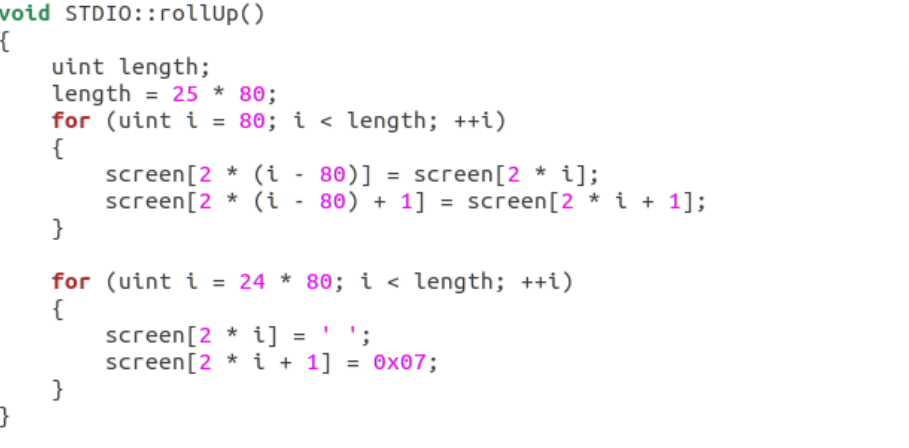 void STDIO::rollUp()
{
    uint length;
    length = 25 * 80;
    for (uint i = 80; i < length; ++i)
    {
        screen[2 * (i - 80)] = screen[2 * i];
        screen[2 * (i - 80) + 1] = screen[2 * i + 1];
    }

    for (uint i = 24 * 80; i < length; ++i)
    {
        screen[2 * i] = ' ';
        screen[2 * i + 1] = 0x07;
    }
}